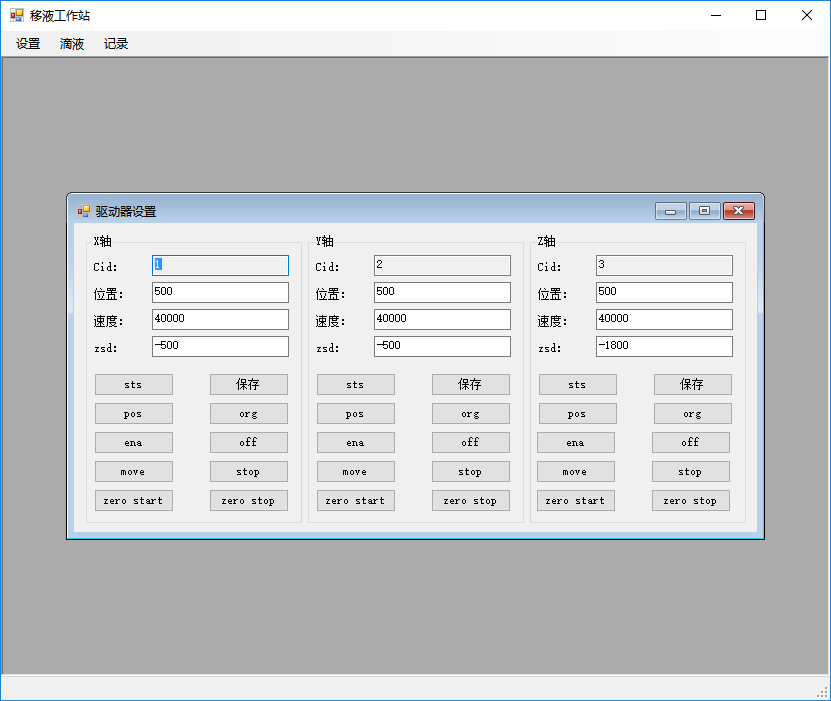 移液工作站
设置 滴液 记录
驱动器设置
X轴 Y轴 Z轴
Cid: 1 Cid: 2 Cid: 3
位置: 500 位置: 500 位置: 500
速度: 40000 速度: 40000 速度: 40000
zsd: -500 zsd: -500 zsd: -1800
sts 保存 sts 保存 sts 保存
pos org pos org pos org
ena off ena off ena off
move stop move stop move stop
zero start zero stop zero start zero stop zero start zero stop